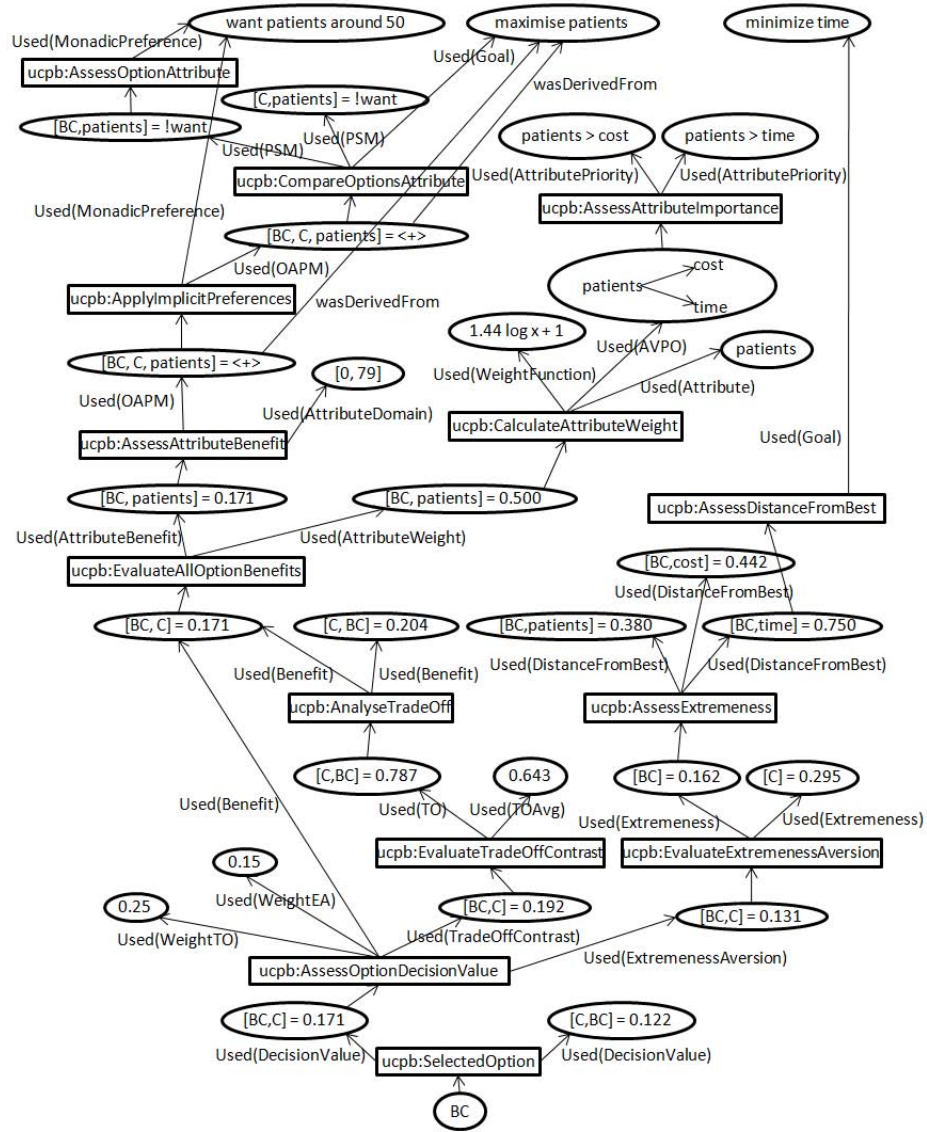 want patients around 50
maximise patients
minimize time
Used(MonadicPreference)
Used(Goal)
ucpb:AssessOptionAttribute
wasDerivedFrom
[C,patients] = !want
[BC,patients] = !want
Used(PSM)
Used(PSM)
patients > cost
patients > time
ucpb:CompareOptionsAttribute
Used(AttributePriority)
Used(AttributePriority)
Used(MonadicPreference)
ucpb:AssessAttributeImportance
[BC, C, patients] = <+>
Used(OAPM)
cost
patients
time
ucpb:ApplyImplicitPreferences
wasDerivedFrom
1.44 log x + 1
Used(AVPO)
patients
[BC, C, patients] = <+>
[0, 79]
Used(WeightFunction)
Used(Attribute)
Used(OAPM)
Used(AttributeDomain)
ucpb:CalculateAttributeWeight
Used(Goal)
ucpb:AssessAttributeBenefit
[BC, patients] = 0.171
[BC, patients] = 0.500
ucpb:AssessDistanceFromBest
Used(AttributeBenefit)
Used(AttributeWeight)
[BC,cost] = 0.442
ucpb:EvaluateAllOptionBenefits
Used(DistanceFromBest)
[BC, C] = 0.171
[C, BC] = 0.204
[BC,patients] = 0.380
[BC,time] = 0.750
Used(Benefit)
Used(Benefit)
Used(DistanceFromBest)
Used(DistanceFromBest)
ucpb:AnalyseTradeOff
ucpb:AssessExtremeness
[C,BC] = 0.787
0.643
[BC] = 0.162
[C] = 0.295
Used(Benefit)
Used(TO)
Used(TOAvg)
Used(Extremeness)
Used(Extremeness)
ucpb:EvaluateTradeOffContrast
ucpb:EvaluateExtremenessAversion
0.15
Used(WeightEA)
0.25
[BC,C] = 0.192
[BC,C] = 0.131
Used(WeightTO)
Used(TradeOffContrast)
Used(ExtremenessAversion)
ucpb:AssessOptionDecisionValue
[BC,C] = 0.171
[C,BC] = 0.122
Used(DecisionValue)
Used(DecisionValue)
ucpb:SelectedOption
BC